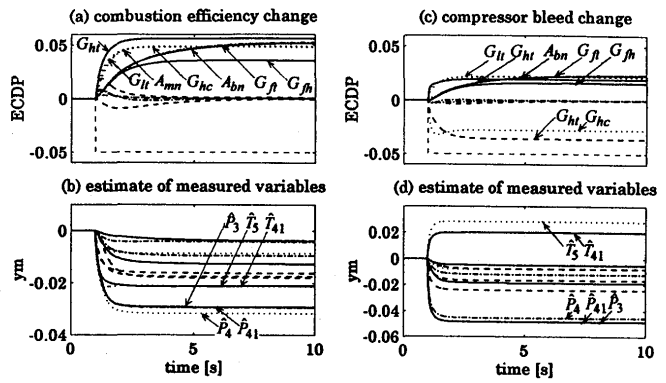 (a) combustion efficiency change
ECDP
0.05
0
-0.05
G_ht
G_lt A_mn G_hc A_bn G_ft G_fh
(b) estimate of measured variables
ym
0
-0.02
-0.04
P̂_3 T̂_5 T̂_41
P̂_4 P̂_41
0 5 10
time [s]
(c) compressor bleed change
ECDP
0.05
0
-0.05
G_lt G_ht A_bn G_ft G_fh
G_ht G_hc
(d) estimate of measured variables
ym
0.02
0
-0.02
-0.04
-0.06
T̂_5 T̂_41
P̂_4 P̂_41 P̂_3
0 5 10
time [s]